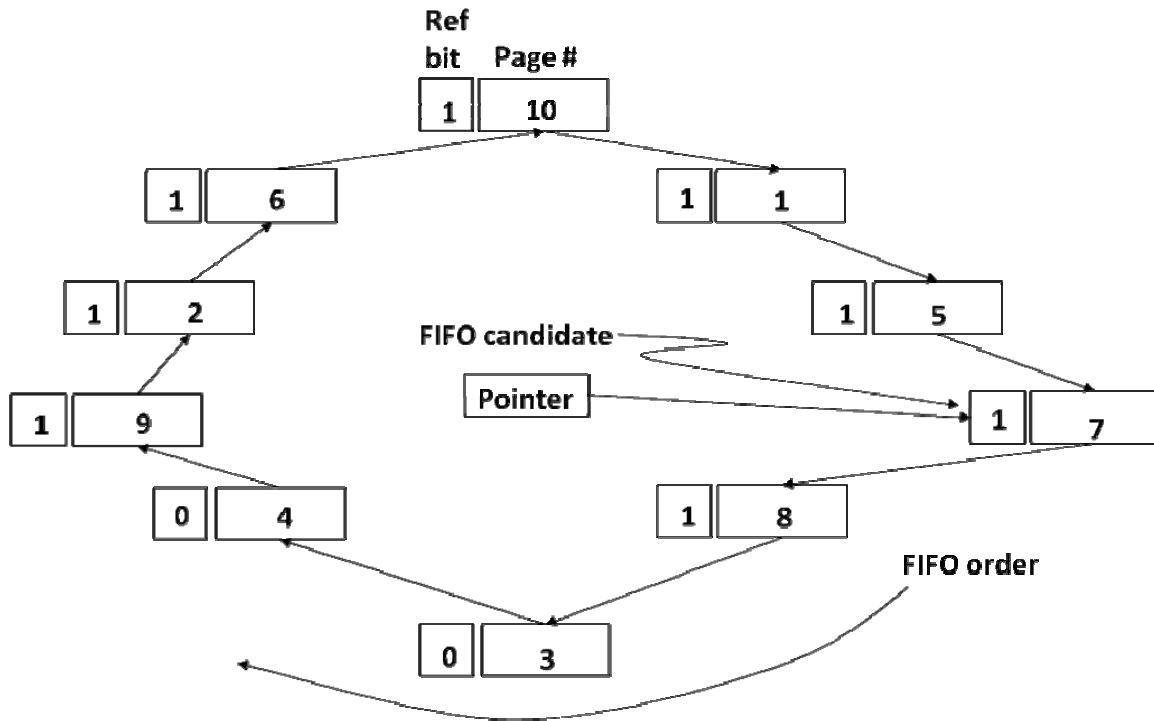 Ref
bit Page #
1 10
1 6
1 1
1 2
1 5
FIFO candidate
Pointer
1 7
1 9
0 4
1 8
FIFO order
0 3